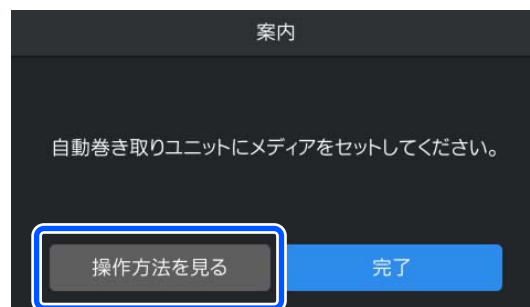 案内
自動巻き取りユニットにメディアをセットしてください。
操作方法を見る
完了